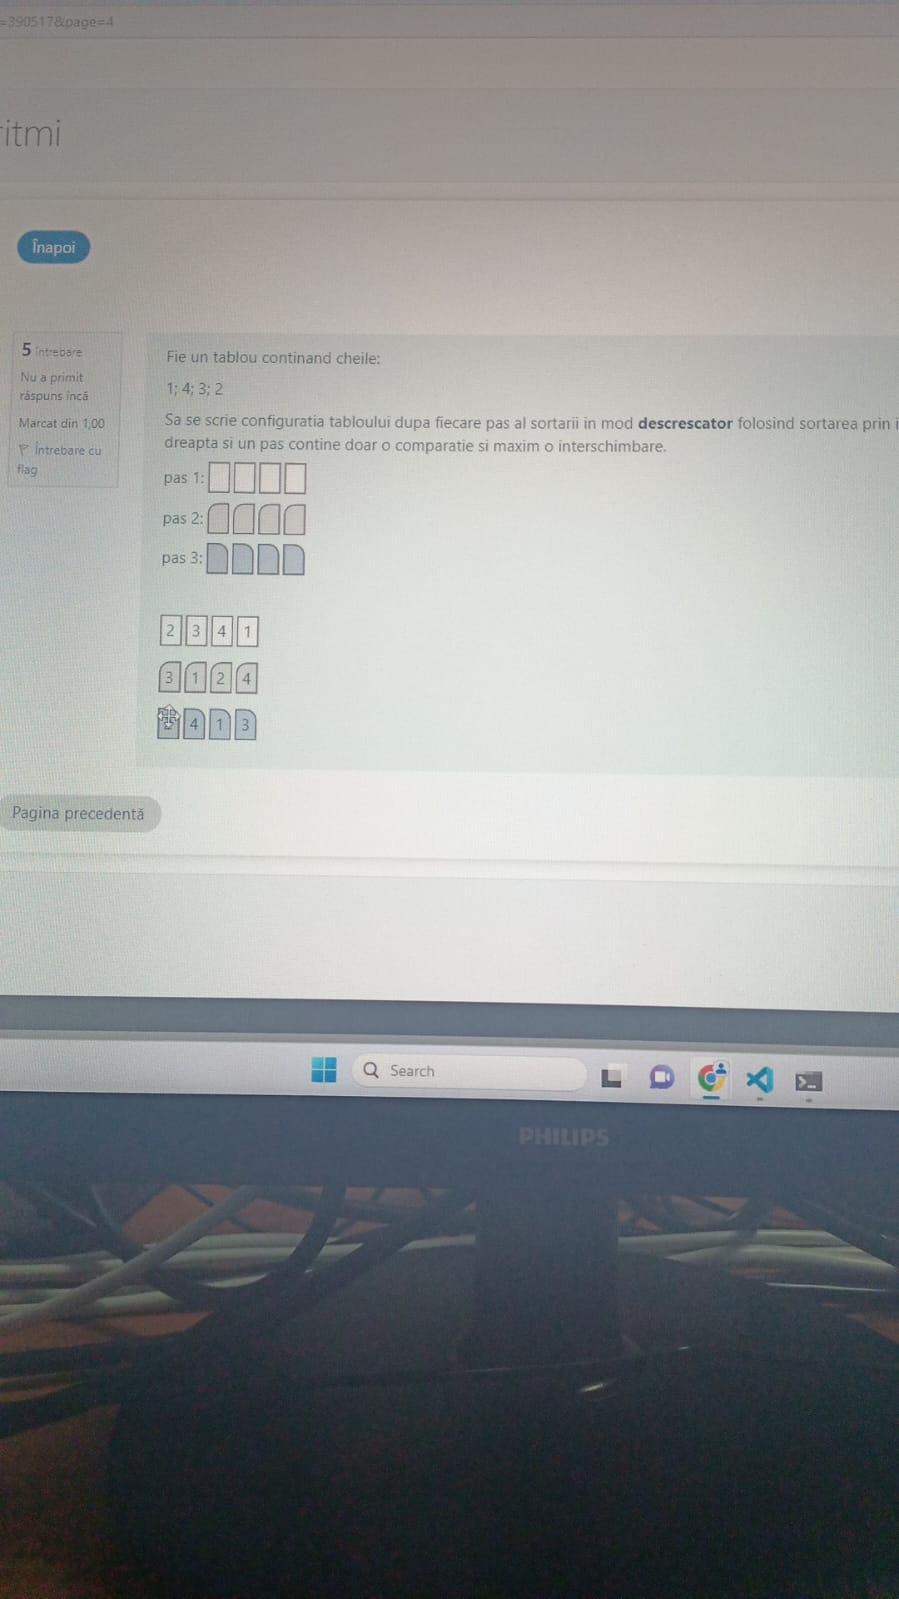 =390517&page=4
itmi
Înapoi
5 întrebare
Nu a primit
răspuns încă
Marcat din 1,00
Întrebare cu
flag
Fie un tablou continand cheile:
1; 4; 3; 2
Sa se scrie configuratia tabloului dupa fiecare pas al sortarii in mod descrescator folosind sortarea prin i
dreapta si un pas contine doar o comparatie si maxim o interschimbare.
pas 1:
pas 2:
pas 3:
2 3 4 1
3 1 2 4
4 1 3
Pagina precedentă
Search
PHILIPS